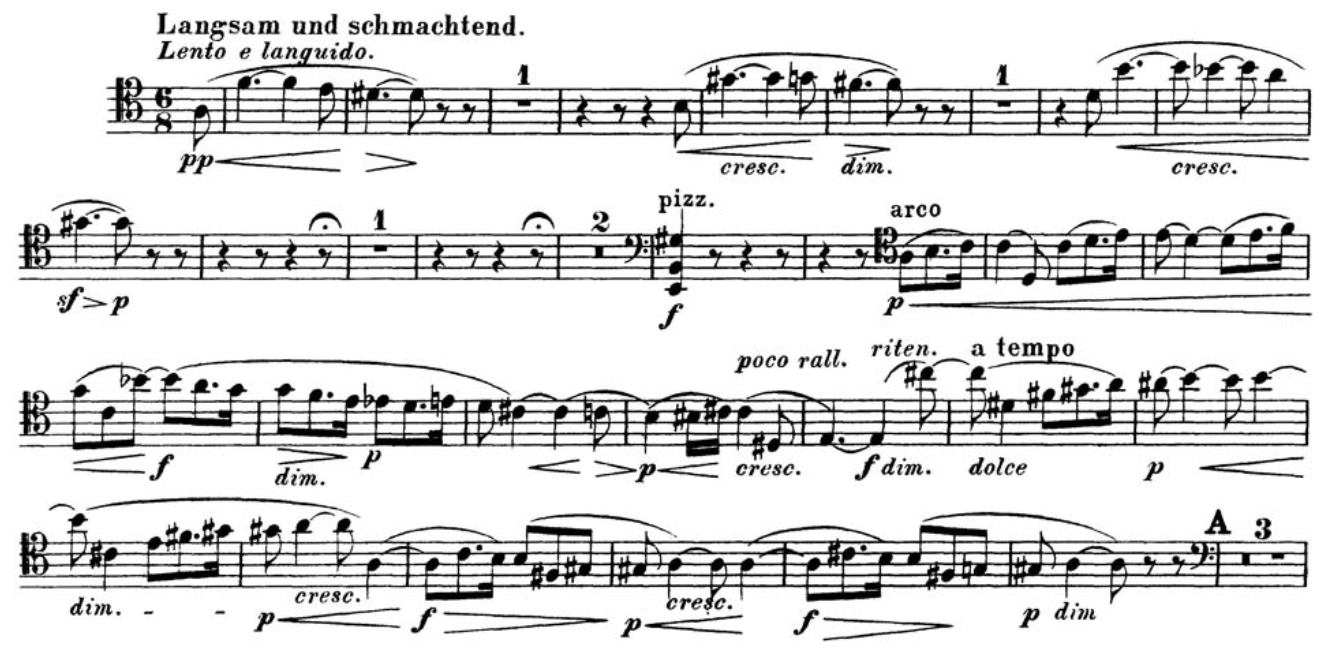 Langsam und schmachtend.
Lento e languido.
6 8 1 1
pp cresc. dim. cresc.
pizz. arco
1 2
sf p f p
poco rall. riten. a tempo
f dim. p p cresc. f dim. dolce p
A 3
dim. - - p cresc. f p cresc. f p dim